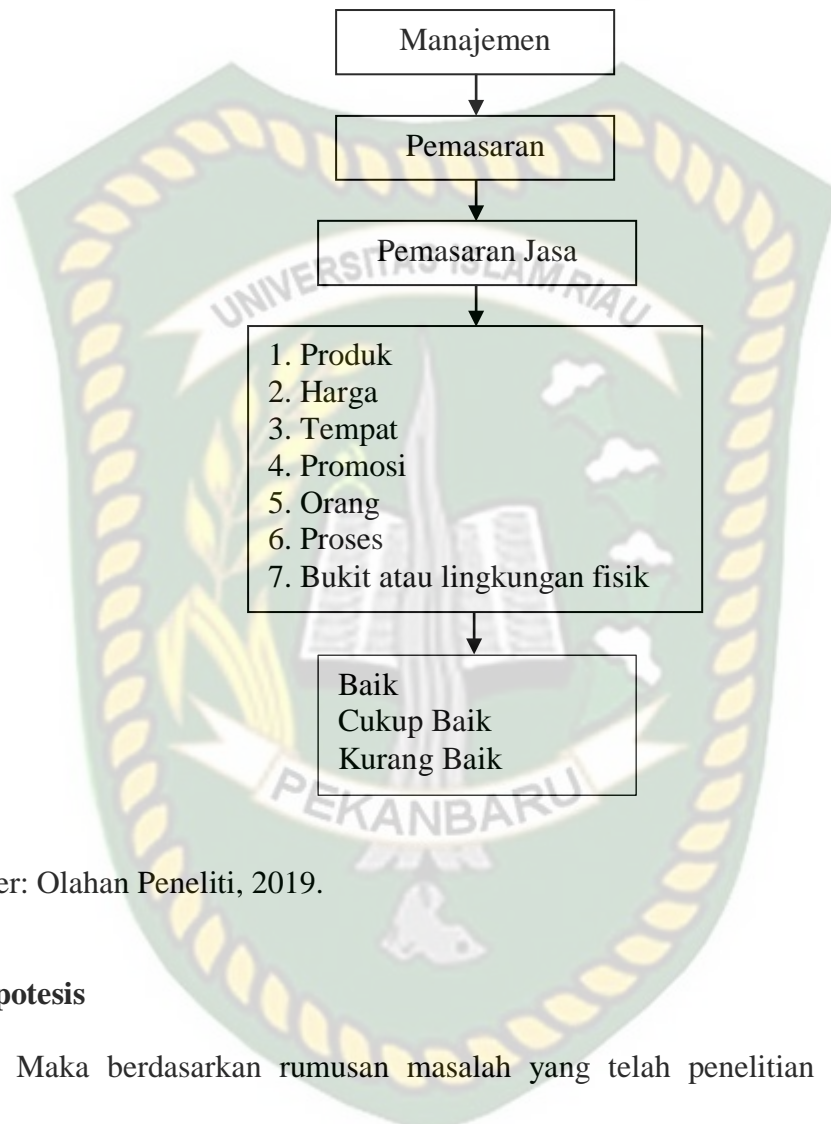 Manajemen
Pemasaran
Pemasaran Jasa
UNIVERSITAS ISLAM RIAU
1. Produk
2. Harga
3. Tempat
4. Promosi
5. Orang
6. Proses
7. Bukit atau lingkungan fisik
Baik
Cukup Baik
Kurang Baik
PEKANBARU
er: Olahan Peneliti, 2019.
potesis
Maka berdasarkan rumusan masalah yang telah penelitian